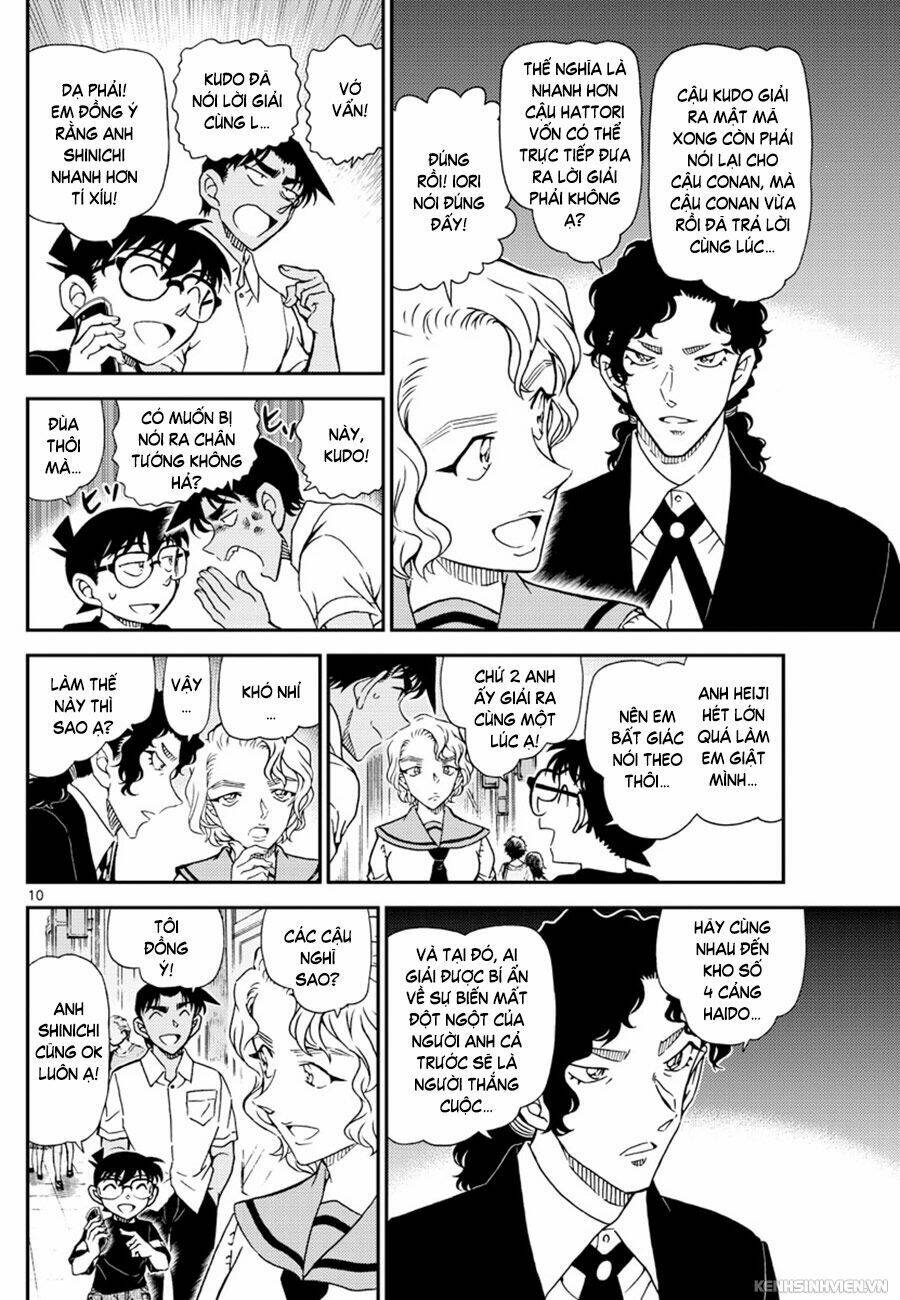 CẬU KUDO GIẢI
RA MẬT MÃ
XONG CÒN PHẢI
NÓI LẠI CHO
CẬU CONAN, MÀ
CẬU CONAN VỪA
RỒI ĐÃ TRẢ LỜI
CÙNG LÚC...
THẾ NGHĨA LÀ
NHANH HƠN
CẬU HATTORI
VỐN CÓ THỂ
TRỰC TIẾP ĐƯA
RA LỜI GIẢI
PHẢI KHÔNG
Ạ?
ĐÚNG
RỒI! IORI
NÓI ĐÚNG
ĐẤY!
VỚ
VẨN!
KUDO ĐÃ
NÓI LỜI GIẢI
CÙNG L...
DẠ PHẢI!
EM ĐỒNG Ý
RẰNG ANH
SHINICHI
NHANH HƠN
TÍ XÍU!
NÀY,
KUDO!
ヒソ
CÓ MUỐN BỊ
NÓI RA CHÂN
TƯỚNG KHÔNG
HẢ?
ヒソ
ĐÙA
THÔI
MÀ...
ANH HEIJI
HÉT LỚN
QUÁ LÀM
EM GIẬT
MÌNH...
NÊN EM
BẤT GIÁC
NÓI THEO
THÔI...
CHỨ 2 ANH
ẤY GIẢI RA
CÙNG MỘT
LÚC Ạ!
KHÓ NHỈ
...
VẬY
...
LÀM THẾ
NÀY THÌ
SAO Ạ?
10
HÃY CÙNG
NHAU ĐẾN
KHO SỐ
4 CẢNG
HAIDO...
VÀ TẠI ĐÓ, AI
GIẢI ĐƯỢC BÍ ẨN
VỀ SỰ BIẾN MẤT
ĐỘT NGỘT CỦA
NGƯỜI ANH CẢ
TRƯỚC SẼ LÀ
NGƯỜI THẮNG
CUỘC...
CÁC CẬU
NGHĨ
SAO?
TÔI
ĐỒNG
Ý!
ANH
SHINICHI
CŨNG OK
LUÔN Ạ!
KENHSINHVIEN.VN